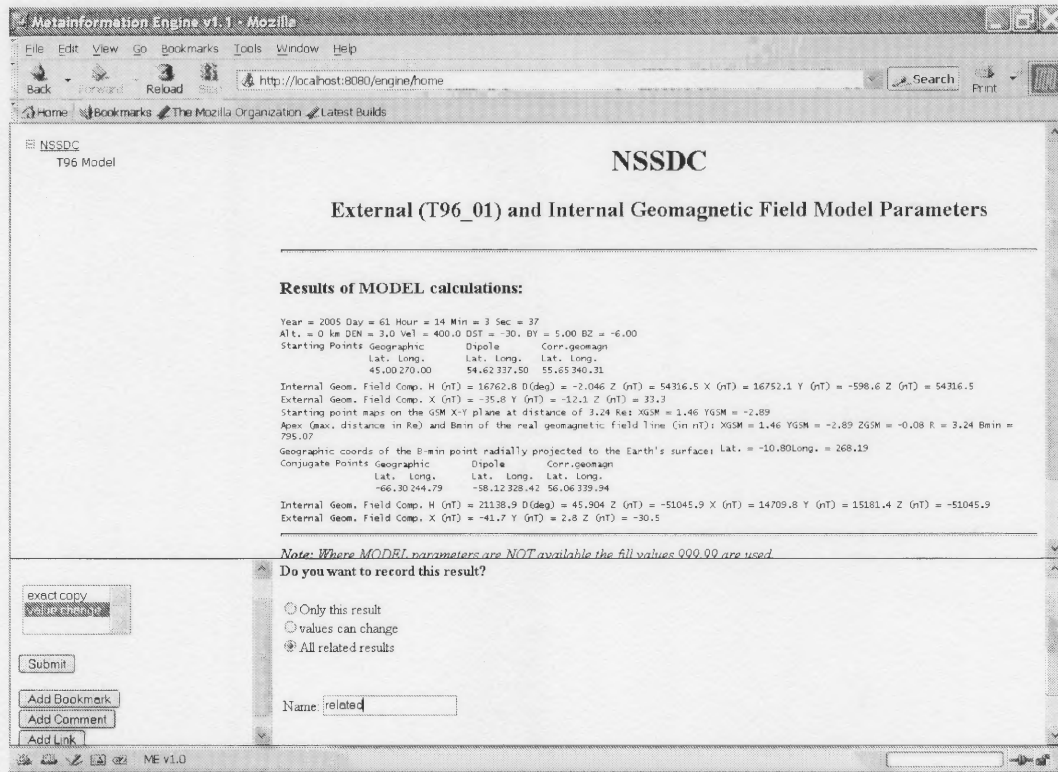 Metainformation Engine v1.1 - Mozilla
File Edit View Go Bookmarks Tools Window Help
Back Forward Reload Stop http://localhost:8080/engine/home Search Print
Home Bookmarks The Mozilla Organization Latest Builds
NSSDC
T96 Model
NSSDC
External (T96_01) and Internal Geomagnetic Field Model Parameters
Results of MODEL calculations:
Year = 2005 Day = 61 Hour = 14 Min = 3 Sec = 37
Alt. = 0 km DEN = 3.0 Vel = 400.0 DST = -30. BY = 5.00 BZ = -6.00
Starting Points Geographic Dipole Corr.geomagn
Lat. Long. Lat. Long. Lat. Long.
45.00 270.00 54.62 337.50 55.65 340.31
Internal Geom. Field Comp. H (nT) = 16762.8 D(deg) = -2.046 Z (nT) = 54316.5 X (nT) = 16752.1 Y (nT) = -598.6 Z (nT) = 54316.5
External Geom. Field Comp. X (nT) = -35.8 Y (nT) = -12.1 Z (nT) = 33.3
Starting point maps on the GSM X-Y plane at distance of 3.24 Re: XGSM = 1.46 YGSM = -2.89
Apex (max. distance in Re) and Bmin of the real geomagnetic field line (in nT): XGSM = 1.46 YGSM = -2.89 ZGSM = -0.08 R = 3.24 Bmin =
795.07
Geographic coords of the B-min point radially projected to the Earth's surface: Lat. = -10.80Long. = 268.19
Conjugate Points Geographic Dipole Corr.geomagn
Lat. Long. Lat. Long. Lat. Long.
-66.30 244.79 -58.12 328.42 56.06 339.94
Internal Geom. Field Comp. H (nT) = 21138.9 D(deg) = 45.904 Z (nT) = -51045.9 X (nT) = 14709.8 Y (nT) = 15181.4 Z (nT) = -51045.9
External Geom. Field Comp. X (nT) = -41.7 Y (nT) = 2.8 Z (nT) = -30.5
Note: Where MODEL parameters are NOT available the fill values 999.99 are used.
exact copy
value change
Submit
Add Bookmark
Add Comment
Add Link
Do you want to record this result?
Only this result
values can change
All related results
Name: related
ME v1.0